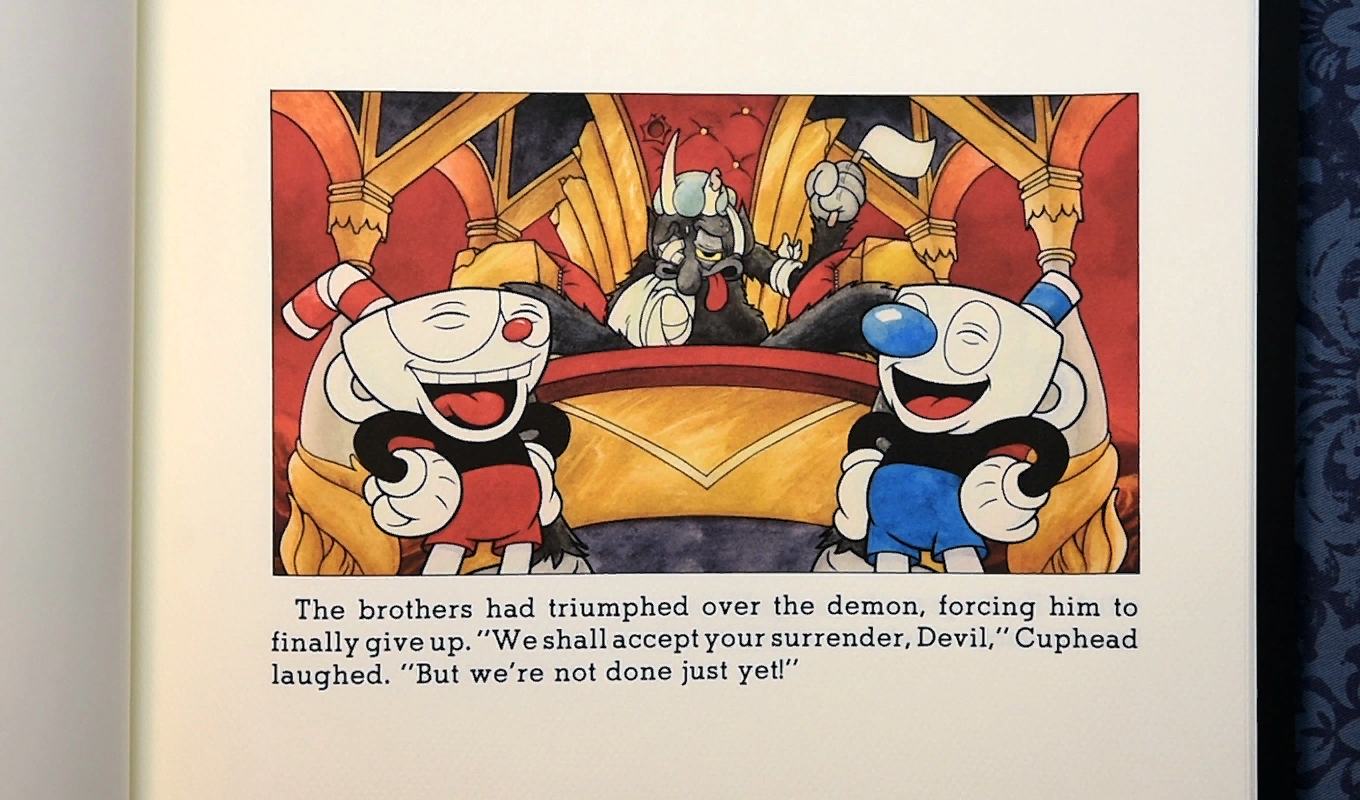 The brothers had triumphed over the demon, forcing him to
finally give up. "We shall accept your surrender, Devil," Cuphead
laughed. "But we're not done just yet!"